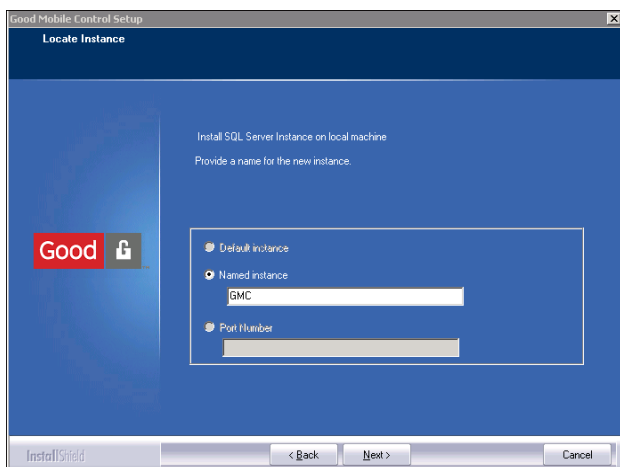 Good Mobile Control Setup
Locate Instance
Install SQL Server Instance on local machine
Provide a name for the new instance.
Good
Default instance
Named instance
GMC
Port Number
InstallShield
< Back
Next >
Cancel